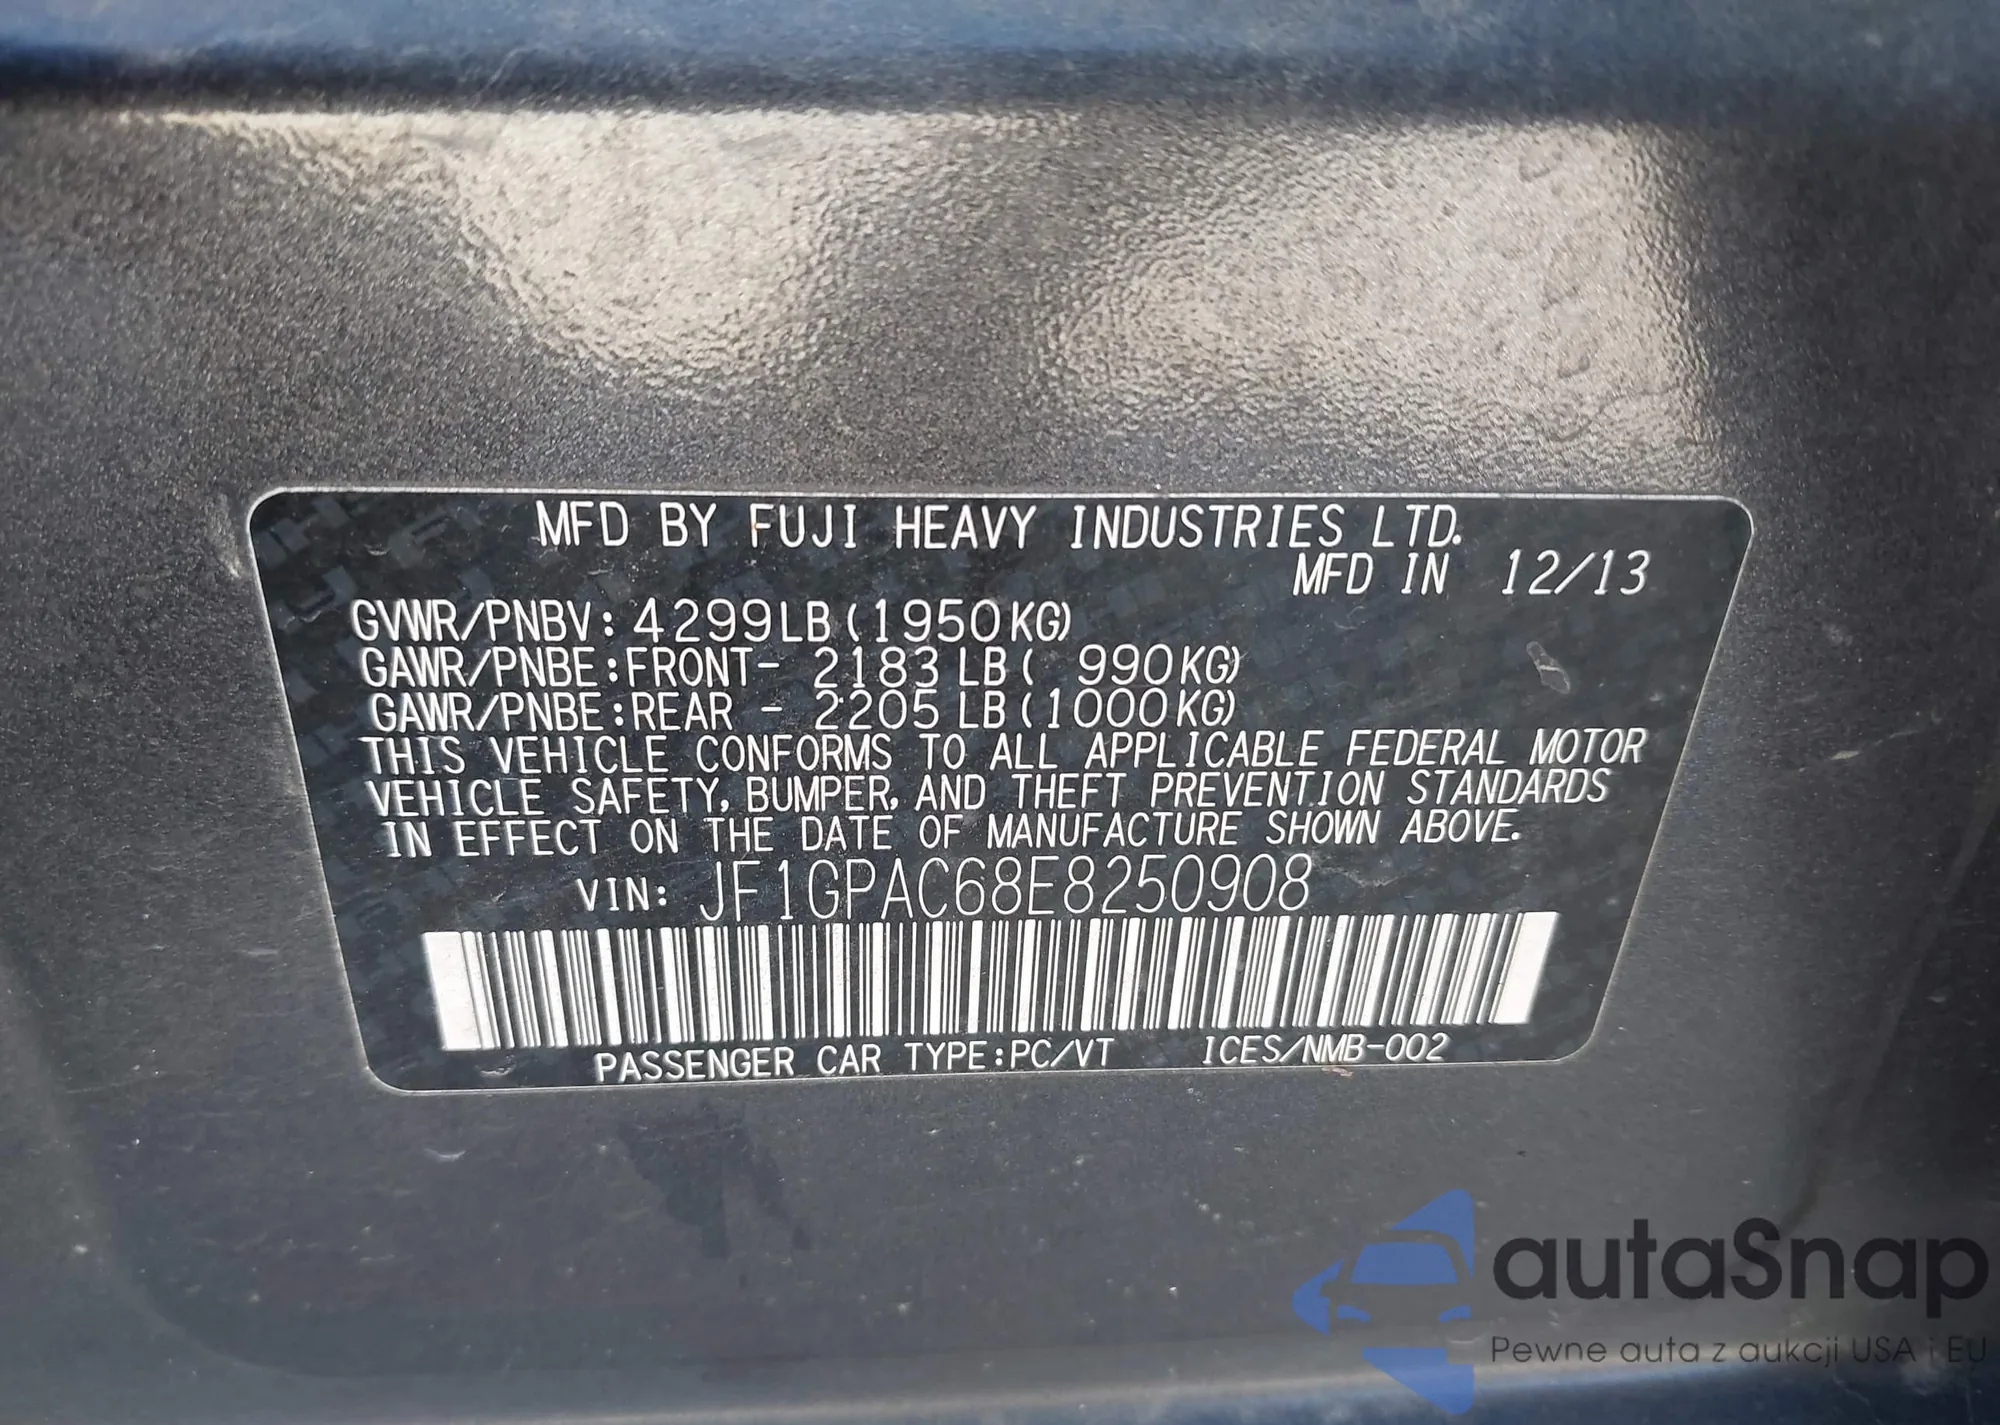 MFD BY FUJI HEAVY INDUSTRIES LTD.
MFD IN 12/13
GVWR/PNBV: 4299LB (1950KG)
GAWR/PNBE:FRONT- 2183 LB ( 990KG)
GAWR/PNBE:REAR - 2205 LB (1000KG)
THIS VEHICLE CONFORMS TO ALL APPLICABLE FEDERAL MOTOR
VEHICLE SAFETY, BUMPER, AND THEFT PREVENTION STANDARDS
IN EFFECT ON THE DATE OF MANUFACTURE SHOWN ABOVE.
VIN: JF1GPAC68E8250908
PASSENGER CAR TYPE:PC/VT ICES/NMB-002
autaSnap
Pewne auta z aukcji USA i EU